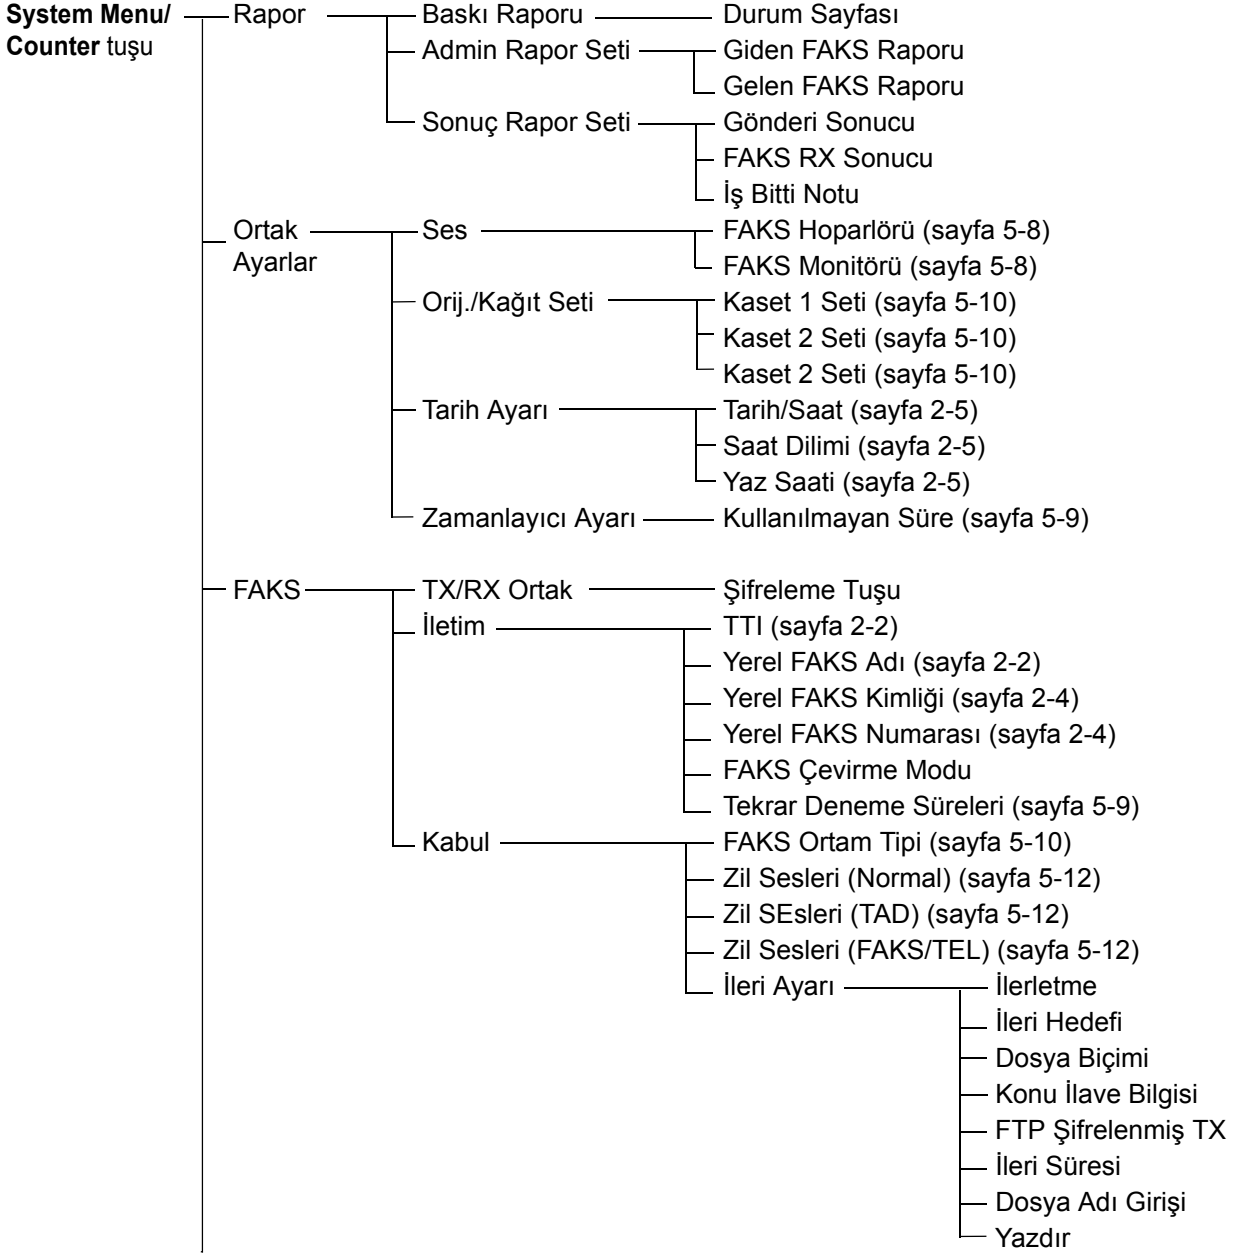 System Menu/ Rapor Baskı Raporu Durum Sayfası
Counter tuşu Admin Rapor Seti Giden FAKS Raporu
Gelen FAKS Raporu
Sonuç Rapor Seti Gönderi Sonucu
FAKS RX Sonucu
İş Bitti Notu
Ortak Ses FAKS Hoparlörü (sayfa 5-8)
Ayarlar FAKS Monitörü (sayfa 5-8)
Orij./Kağıt Seti Kaset 1 Seti (sayfa 5-10)
Kaset 2 Seti (sayfa 5-10)
Kaset 2 Seti (sayfa 5-10)
Tarih Ayarı Tarih/Saat (sayfa 2-5)
Saat Dilimi (sayfa 2-5)
Yaz Saati (sayfa 2-5)
Zamanlayıcı Ayarı Kullanılmayan Süre (sayfa 5-9)
FAKS TX/RX Ortak Şifreleme Tuşu
İletim TTI (sayfa 2-2)
Yerel FAKS Adı (sayfa 2-2)
Yerel FAKS Kimliği (sayfa 2-4)
Yerel FAKS Numarası (sayfa 2-4)
FAKS Çevirme Modu
Tekrar Deneme Süreleri (sayfa 5-9)
Kabul FAKS Ortam Tipi (sayfa 5-10)
Zil Sesleri (Normal) (sayfa 5-12)
Zil SEsleri (TAD) (sayfa 5-12)
Zil Sesleri (FAKS/TEL) (sayfa 5-12)
İleri Ayarı İlerletme
İleri Hedefi
Dosya Biçimi
Konu İlave Bilgisi
FTP Şifrelenmiş TX
İleri Süresi
Dosya Adı Girişi
Yazdır